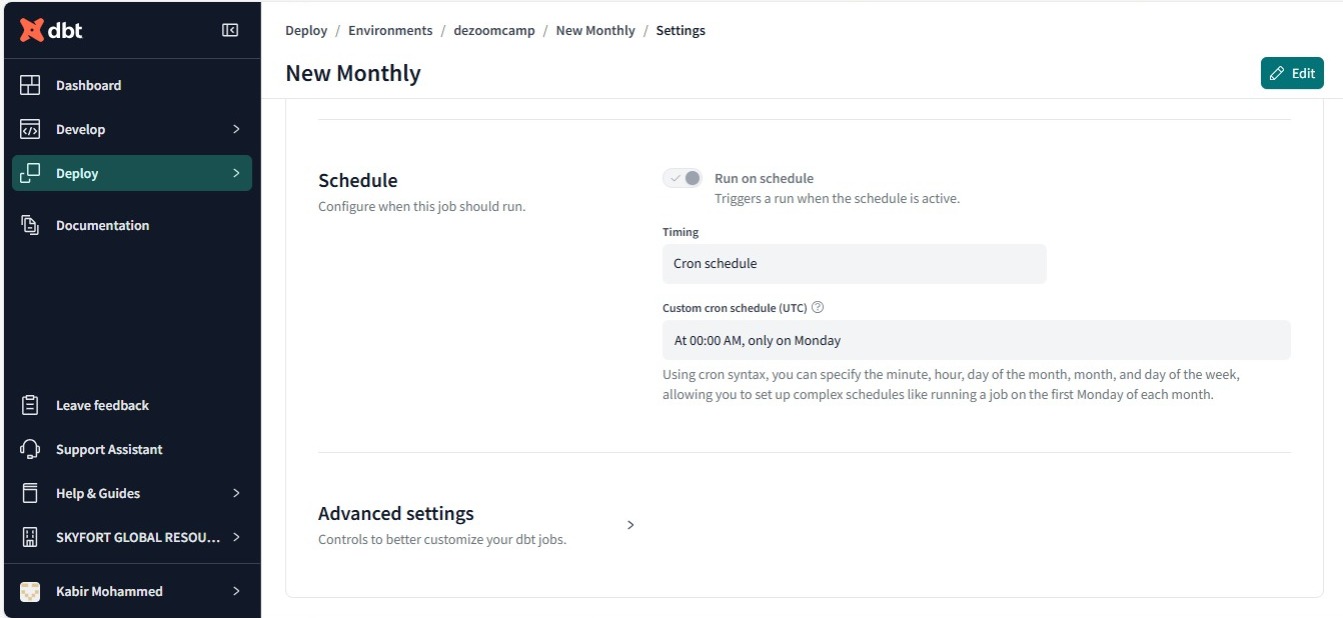 dbt
Dashboard
Develop
Deploy
Documentation
Leave feedback
Support Assistant
Help & Guides
SKYFORT GLOBAL RESOU...
Kabir Mohammed
Deploy / Environments / dezoomcamp / New Monthly / Settings
New Monthly
Edit
Schedule
Configure when this job should run.
Run on schedule
Triggers a run when the schedule is active.
Timing
Cron schedule
Custom cron schedule (UTC)
At 00:00 AM, only on Monday
Using cron syntax, you can specify the minute, hour, day of the month, month, and day of the week,
allowing you to set up complex schedules like running a job on the first Monday of each month.
Advanced settings
Controls to better customize your dbt jobs.